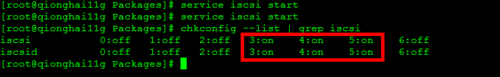 [root@qionghai11g Packages]# service iscsi start
[root@qionghai11g Packages]# service iscsi start
[root@qionghai11g Packages]# chkconfig --list | grep iscsi
iscsi 0:off 1:off 2:off 3:on 4:on 5:on 6:off
iscsid 0:off 1:off 2:off 3:on 4:on 5:on 6:off
[root@qionghai11g Packages]#